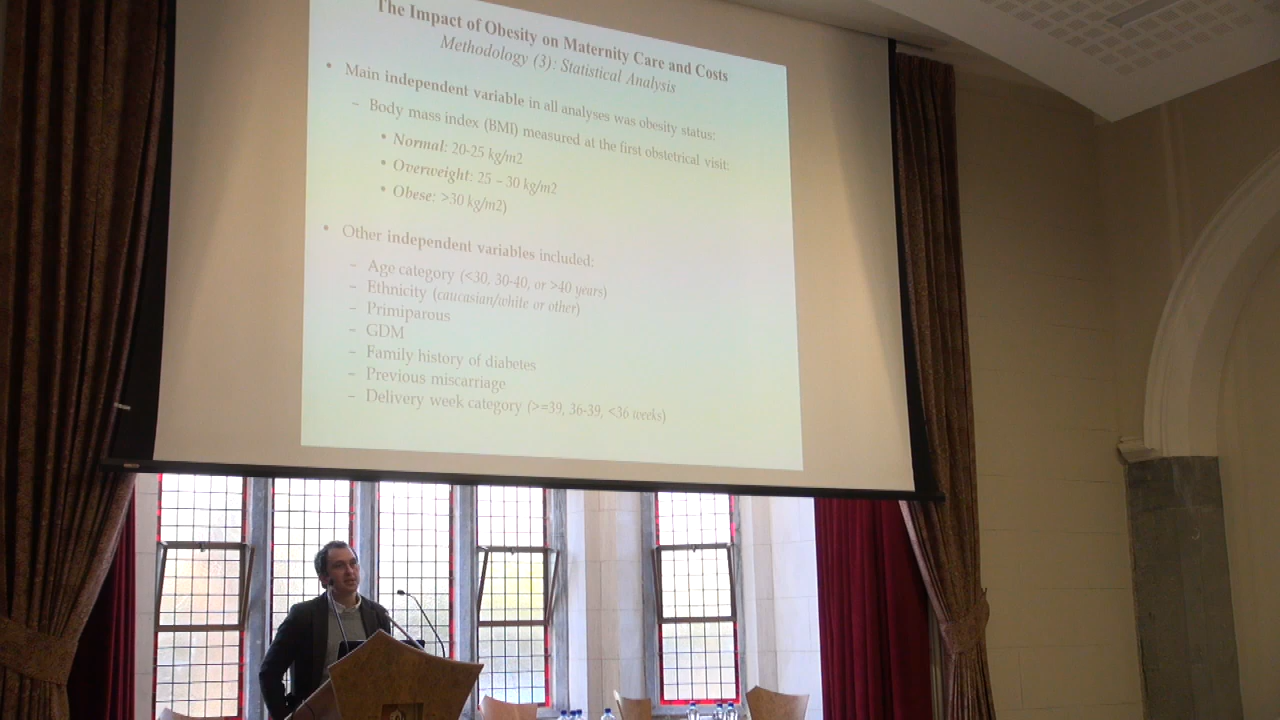 The Impact of Obesity on Maternity Care and Costs
Methodology (3): Statistical Analysis
• Main independent variable in all analyses was obesity status:
– Body mass index (BMI) measured at the first obstetrical visit:
• Normal: 20-25 kg/m2
• Overweight: 25 – 30 kg/m2
• Obese: >30 kg/m2)
• Other independent variables included:
– Age category (<30, 30-40, or >40 years)
– Ethnicity (caucasian/white or other)
– Primiparous
– GDM
– Family history of diabetes
– Previous miscarriage
– Delivery week category (>=39, 36-39, <36 weeks)